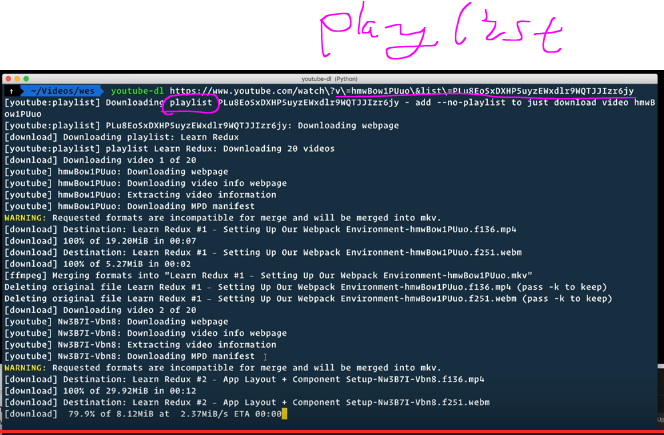 play list
youtube-dl (Python)
~/Videos/wes youtube-dl https://www.youtube.com/watch\?v\=hmwBow1PUuo\&list\=PLu8EoSxDXHP5uyzEWxdlr9WQTJJIzr6jy
[youtube:playlist] Downloading playlist PLu8EoSxDXHP5uyzEWxdlr9WQTJJIzr6jy - add --no-playlist to just download video hmwB
ow1PUuo
[youtube:playlist] PLu8EoSxDXHP5uyzEWxdlr9WQTJJIzr6jy: Downloading webpage
[download] Downloading playlist: Learn Redux
[youtube:playlist] playlist Learn Redux: Downloading 20 videos
[download] Downloading video 1 of 20
[youtube] hmwBow1PUuo: Downloading webpage
[youtube] hmwBow1PUuo: Downloading video info webpage
[youtube] hmwBow1PUuo: Extracting video information
[youtube] hmwBow1PUuo: Downloading MPD manifest
WARNING: Requested formats are incompatible for merge and will be merged into mkv.
[download] Destination: Learn Redux #1 - Setting Up Our Webpack Environment-hmwBow1PUuo.f136.mp4
[download] 100% of 19.20MiB in 00:07
[download] Destination: Learn Redux #1 - Setting Up Our Webpack Environment-hmwBow1PUuo.f251.webm
[download] 100% of 5.27MiB in 00:02
[ffmpeg] Merging formats into "Learn Redux #1 - Setting Up Our Webpack Environment-hmwBow1PUuo.mkv"
Deleting original file Learn Redux #1 - Setting Up Our Webpack Environment-hmwBow1PUuo.f136.mp4 (pass -k to keep)
Deleting original file Learn Redux #1 - Setting Up Our Webpack Environment-hmwBow1PUuo.f251.webm (pass -k to keep)
[download] Downloading video 2 of 20
[youtube] Nw3B7I-Vbn8: Downloading webpage
[youtube] Nw3B7I-Vbn8: Downloading video info webpage
[youtube] Nw3B7I-Vbn8: Extracting video information
[youtube] Nw3B7I-Vbn8: Downloading MPD manifest
WARNING: Requested formats are incompatible for merge and will be merged into mkv.
[download] Destination: Learn Redux #2 - App Layout + Component Setup-Nw3B7I-Vbn8.f136.mp4
[download] 100% of 29.92MiB in 00:12
[download] Destination: Learn Redux #2 - App Layout + Component Setup-Nw3B7I-Vbn8.f251.webm
[download] 79.9% of 8.12MiB at 2.37MiB/s ETA 00:00